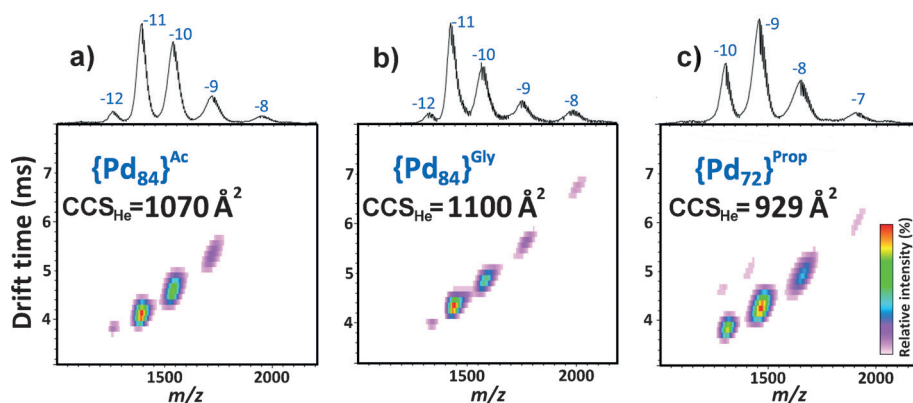 a)
-12
-11
-10
-9
-8
{Pd84}Ac
CCSHe=1070 Å2
Drift time (ms)
7
6
5
4
1500
2000
m/z
b)
-12
-11
-10
-9
-8
{Pd84}Gly
CCSHe=1100 Å2
7
6
5
4
1500
2000
m/z
c)
-10
-9
-8
-7
{Pd72}Prop
CCSHe=929 Å2
7
6
5
4
1500
2000
m/z
Relative intensity (%)